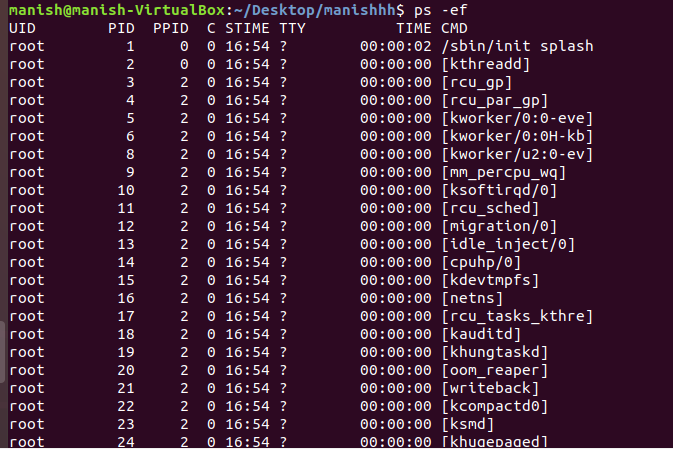 manish@manish-VirtualBox:~/Desktop/manishhh$ ps -ef
UID PID PPID C STIME TTY TIME CMD
root 1 0 0 16:54 ? 00:00:02 /sbin/init splash
root 2 0 0 16:54 ? 00:00:00 [kthreadd]
root 3 2 0 16:54 ? 00:00:00 [rcu_gp]
root 4 2 0 16:54 ? 00:00:00 [rcu_par_gp]
root 5 2 0 16:54 ? 00:00:00 [kworker/0:0-eve]
root 6 2 0 16:54 ? 00:00:00 [kworker/0:0H-kb]
root 8 2 0 16:54 ? 00:00:00 [kworker/u2:0-ev]
root 9 2 0 16:54 ? 00:00:00 [mm_percpu_wq]
root 10 2 0 16:54 ? 00:00:00 [ksoftirqd/0]
root 11 2 0 16:54 ? 00:00:00 [rcu_sched]
root 12 2 0 16:54 ? 00:00:00 [migration/0]
root 13 2 0 16:54 ? 00:00:00 [idle_inject/0]
root 14 2 0 16:54 ? 00:00:00 [cpuhp/0]
root 15 2 0 16:54 ? 00:00:00 [kdevtmpfs]
root 16 2 0 16:54 ? 00:00:00 [netns]
root 17 2 0 16:54 ? 00:00:00 [rcu_tasks_kthre]
root 18 2 0 16:54 ? 00:00:00 [kauditd]
root 19 2 0 16:54 ? 00:00:00 [khungtaskd]
root 20 2 0 16:54 ? 00:00:00 [oom_reaper]
root 21 2 0 16:54 ? 00:00:00 [writeback]
root 22 2 0 16:54 ? 00:00:00 [kcompactd0]
root 23 2 0 16:54 ? 00:00:00 [ksmd]
root 24 2 0 16:54 ? 00:00:00 [khugepaged]